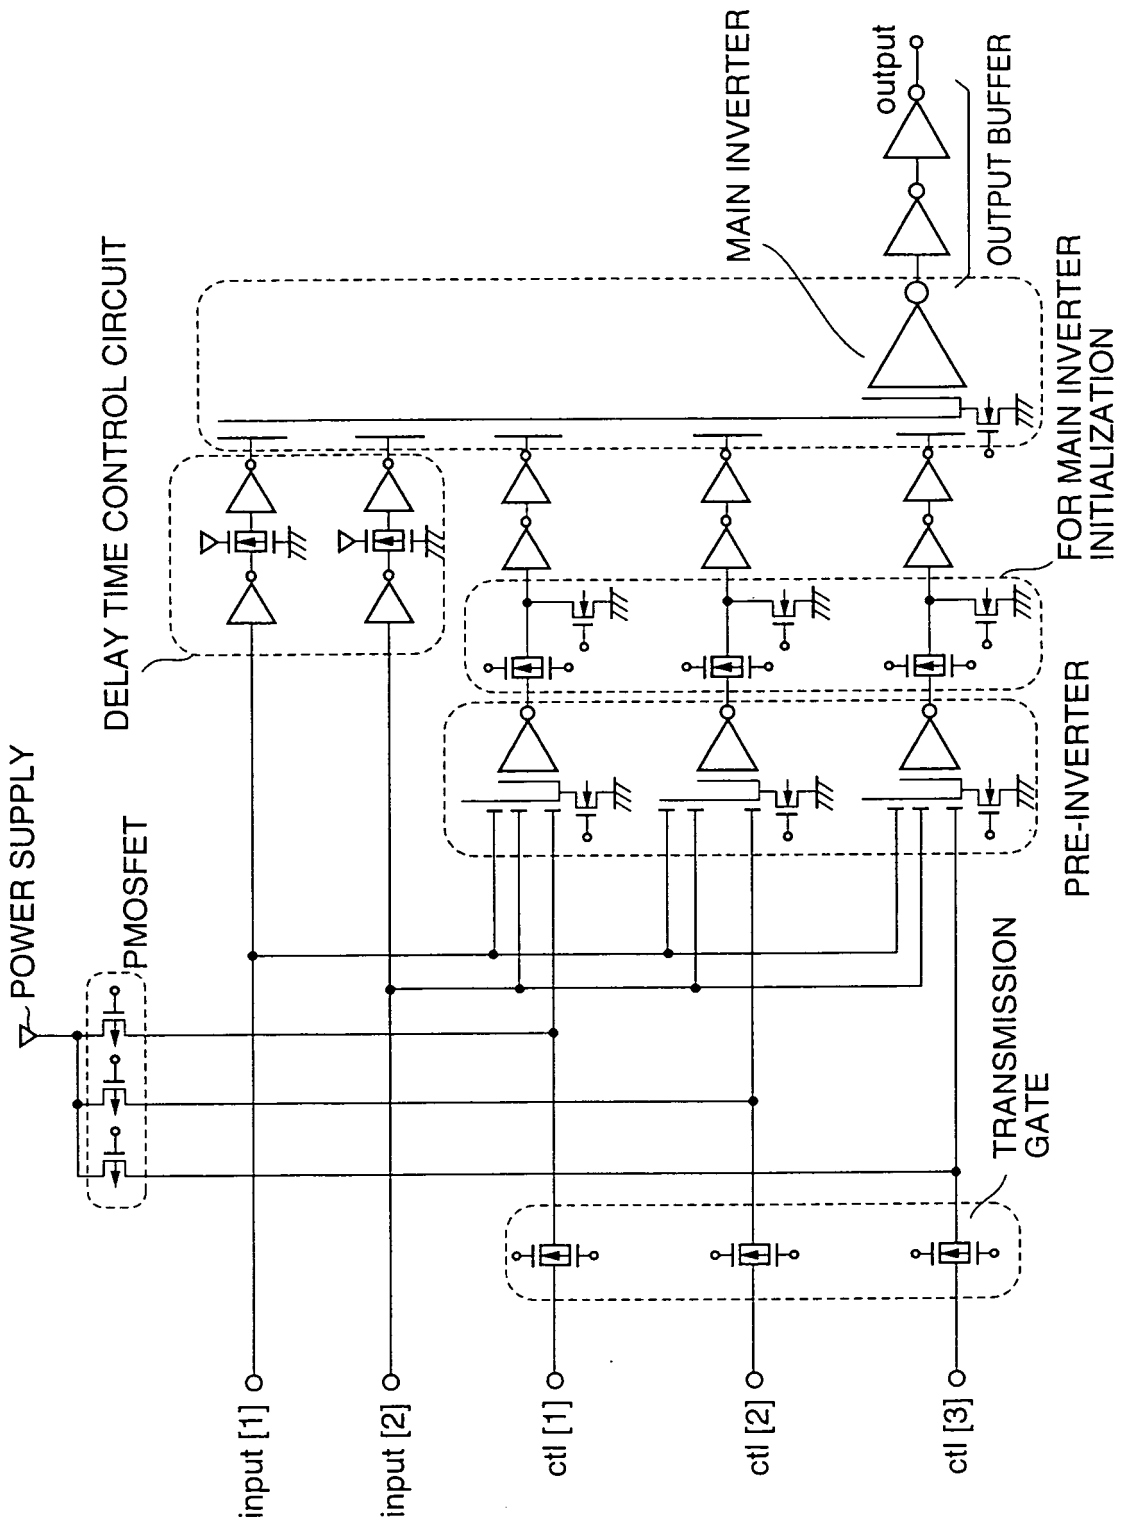 POWER SUPPLY
PMOSFET
DELAY TIME CONTROL CIRCUIT
MAIN INVERTER
output
OUTPUT BUFFER
FOR MAIN INVERTER
INITIALIZATION
PRE-INVERTER
TRANSMISSION
GATE
input [1]
input [2]
ctl [1]
ctl [2]
ctl [3]